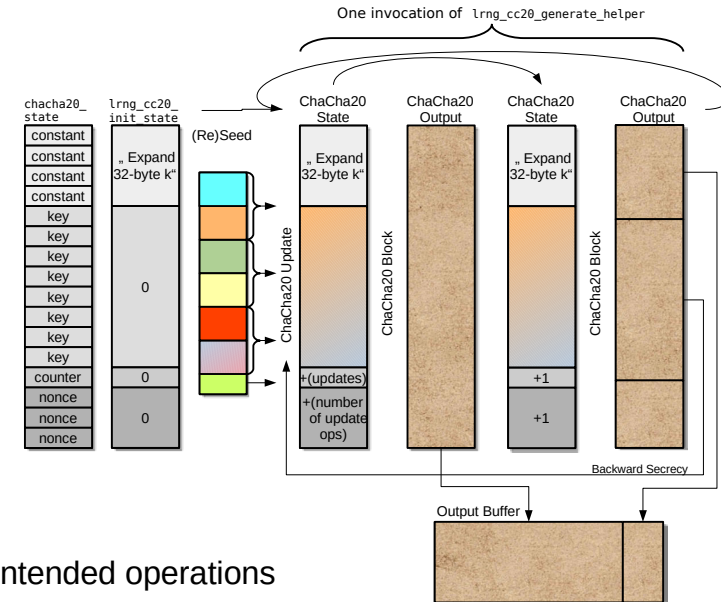 One invocation of lrng_cc20_generate_helper
chacha20_
state
lrng_cc20_
init_state
(Re)Seed
ChaCha20
State
ChaCha20
Output
ChaCha20
State
ChaCha20
Output
constant
constant
constant
constant
key
key
key
key
key
key
key
key
counter
nonce
nonce
nonce
„ Expand
32-byte k“
0
0
0
ChaCha20 Update
„ Expand
32-byte k“
+(updates)
+(number
of update
ops)
ChaCha20 Block
„ Expand
32-byte k“
+1
+1
ChaCha20 Block
Backward Secrecy
Output Buffer
ntended operations